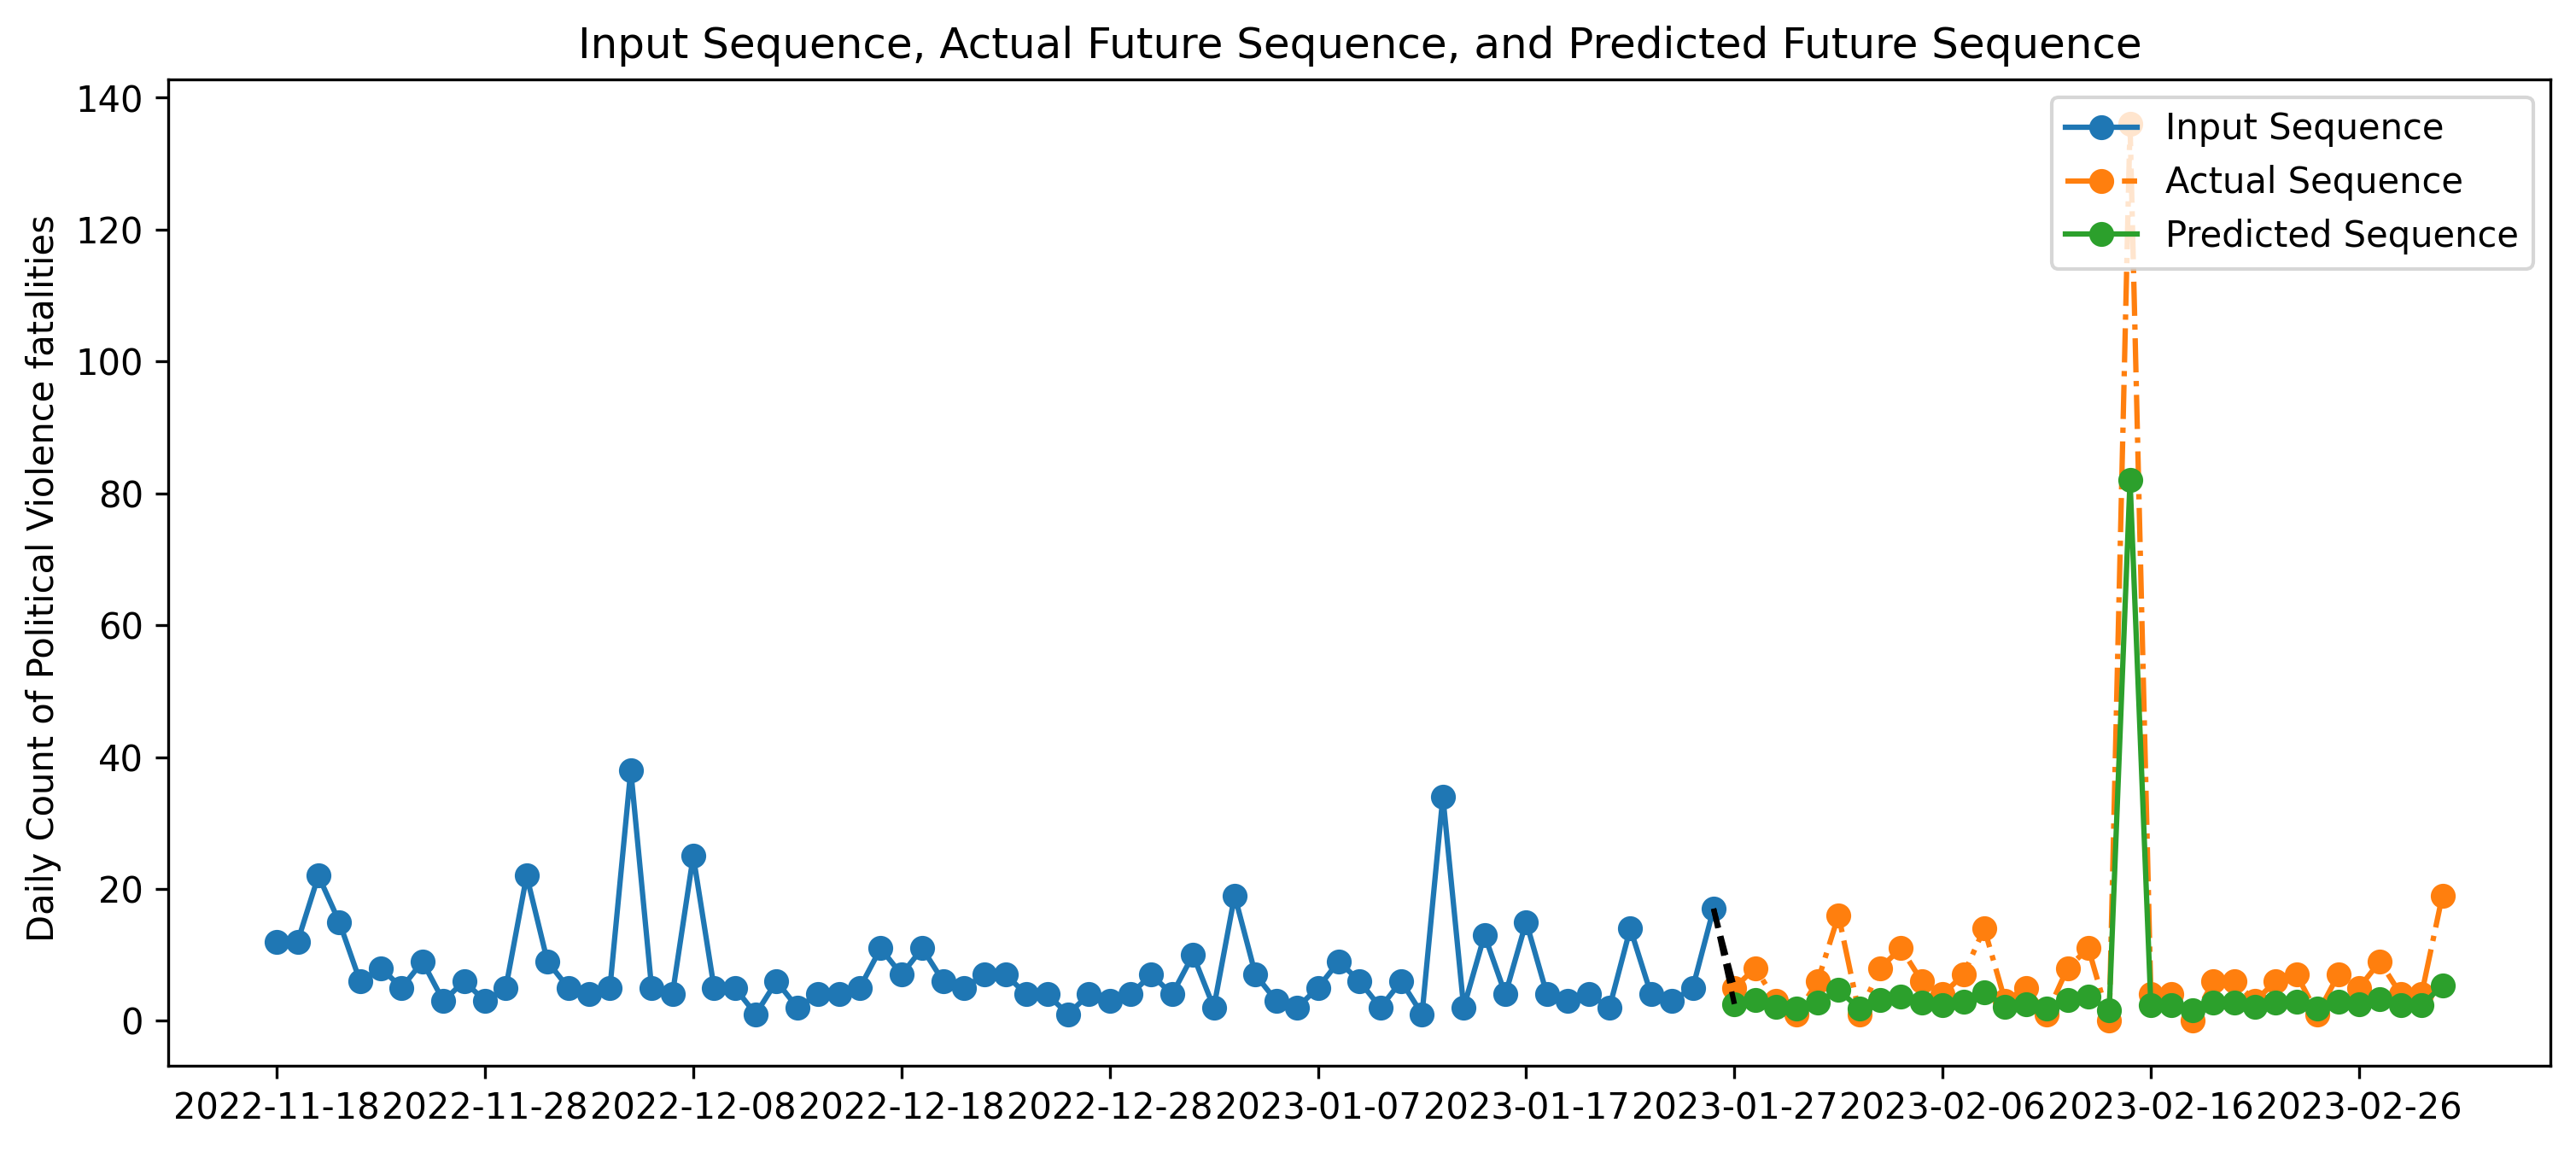 Input Sequence, Actual Future Sequence, and Predicted Future Sequence
Daily Count of Political Violence fatalities
140
120
100
80
60
40
20
0
Input Sequence
Actual Sequence
Predicted Sequence
2022-11-18 2022-11-28 2022-12-08 2022-12-18 2022-12-28 2023-01-07 2023-01-17 2023-01-27 2023-02-06 2023-02-16 2023-02-26